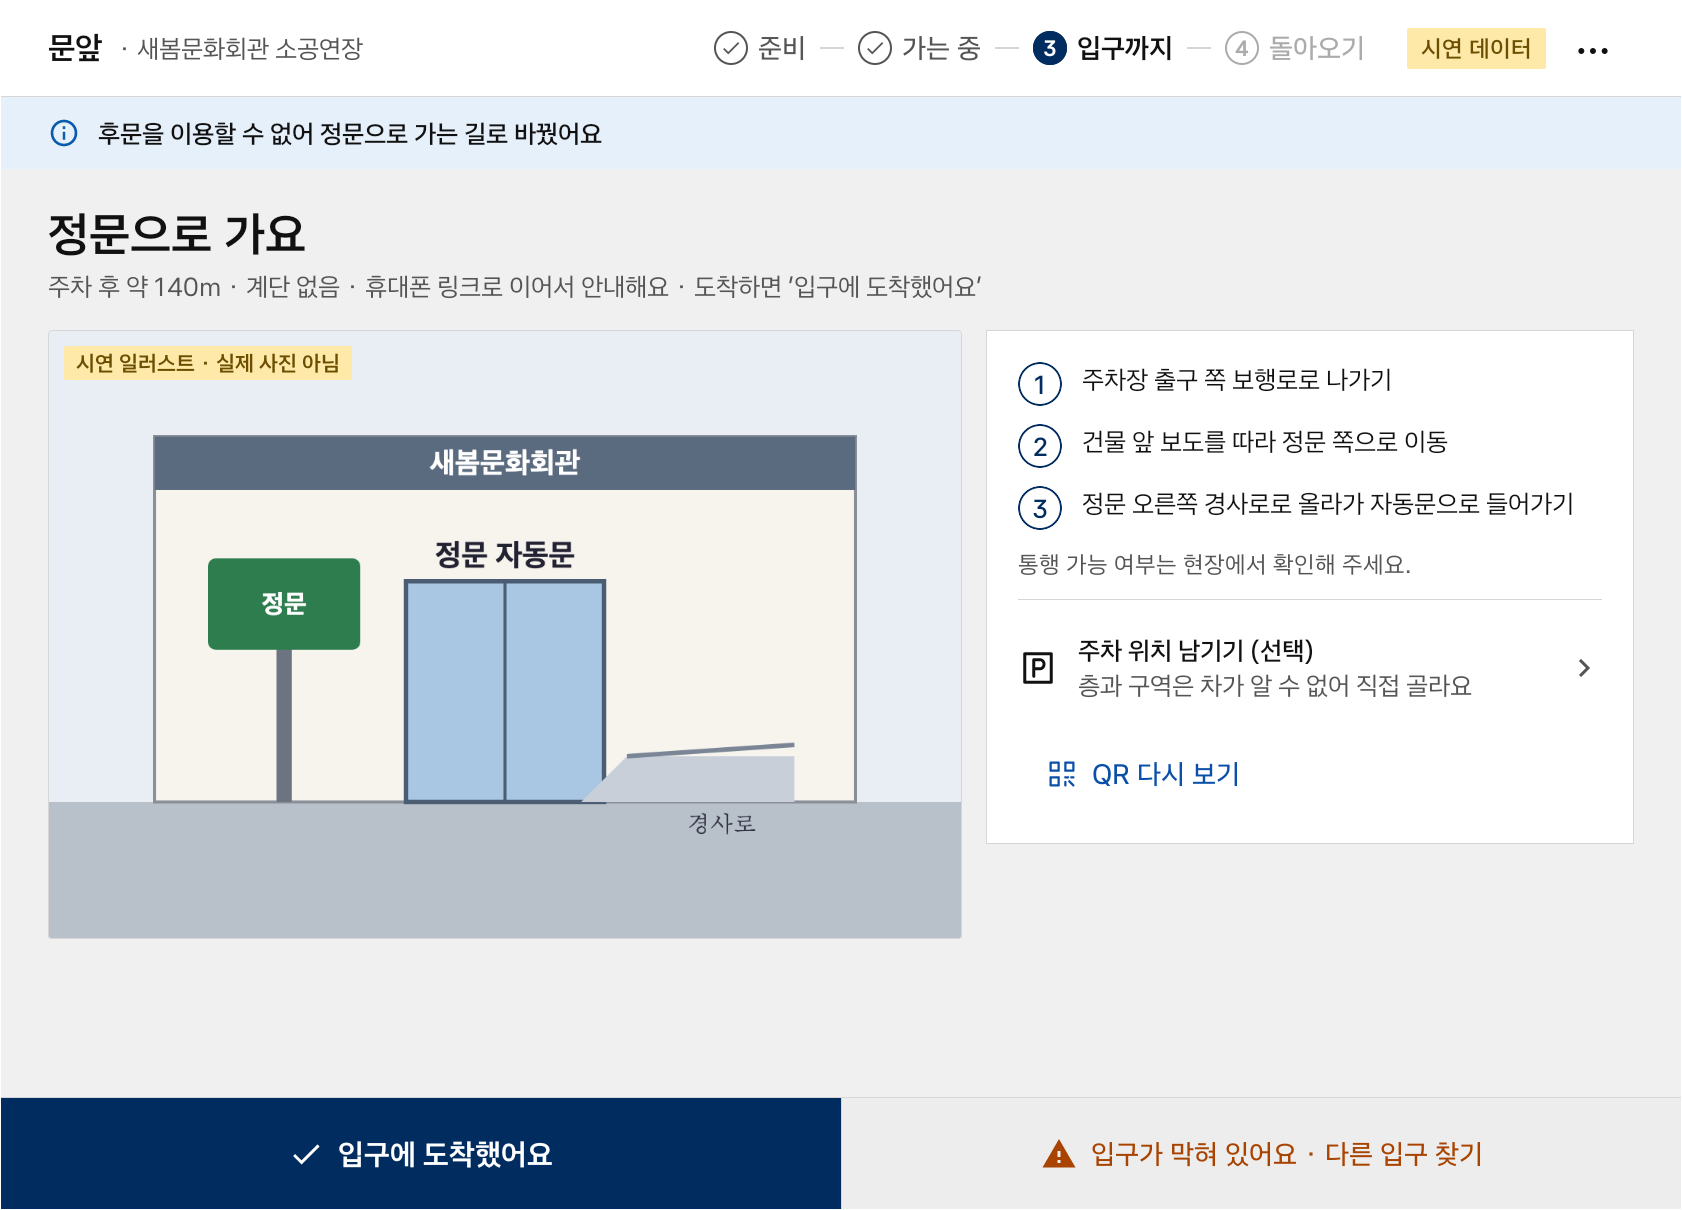 문앞 · 새봄문화회관 소공연장
준비
가는 중
3 입구까지
4 돌아오기
시연 데이터
후문을 이용할 수 없어 정문으로 가는 길로 바꿨어요
정문으로 가요
주차 후 약 140m · 계단 없음 · 휴대폰 링크로 이어서 안내해요 · 도착하면 ‘입구에 도착했어요’
시연 일러스트 · 실제 사진 아님
새봄문화회관
정문 자동문
정문
경사로
1 주차장 출구 쪽 보행로로 나가기
2 건물 앞 보도를 따라 정문 쪽으로 이동
3 정문 오른쪽 경사로로 올라가 자동문으로 들어가기
통행 가능 여부는 현장에서 확인해 주세요.
P 주차 위치 남기기 (선택)
층과 구역은 차가 알 수 없어 직접 골라요
QR 다시 보기
입구에 도착했어요
입구가 막혀 있어요 · 다른 입구 찾기